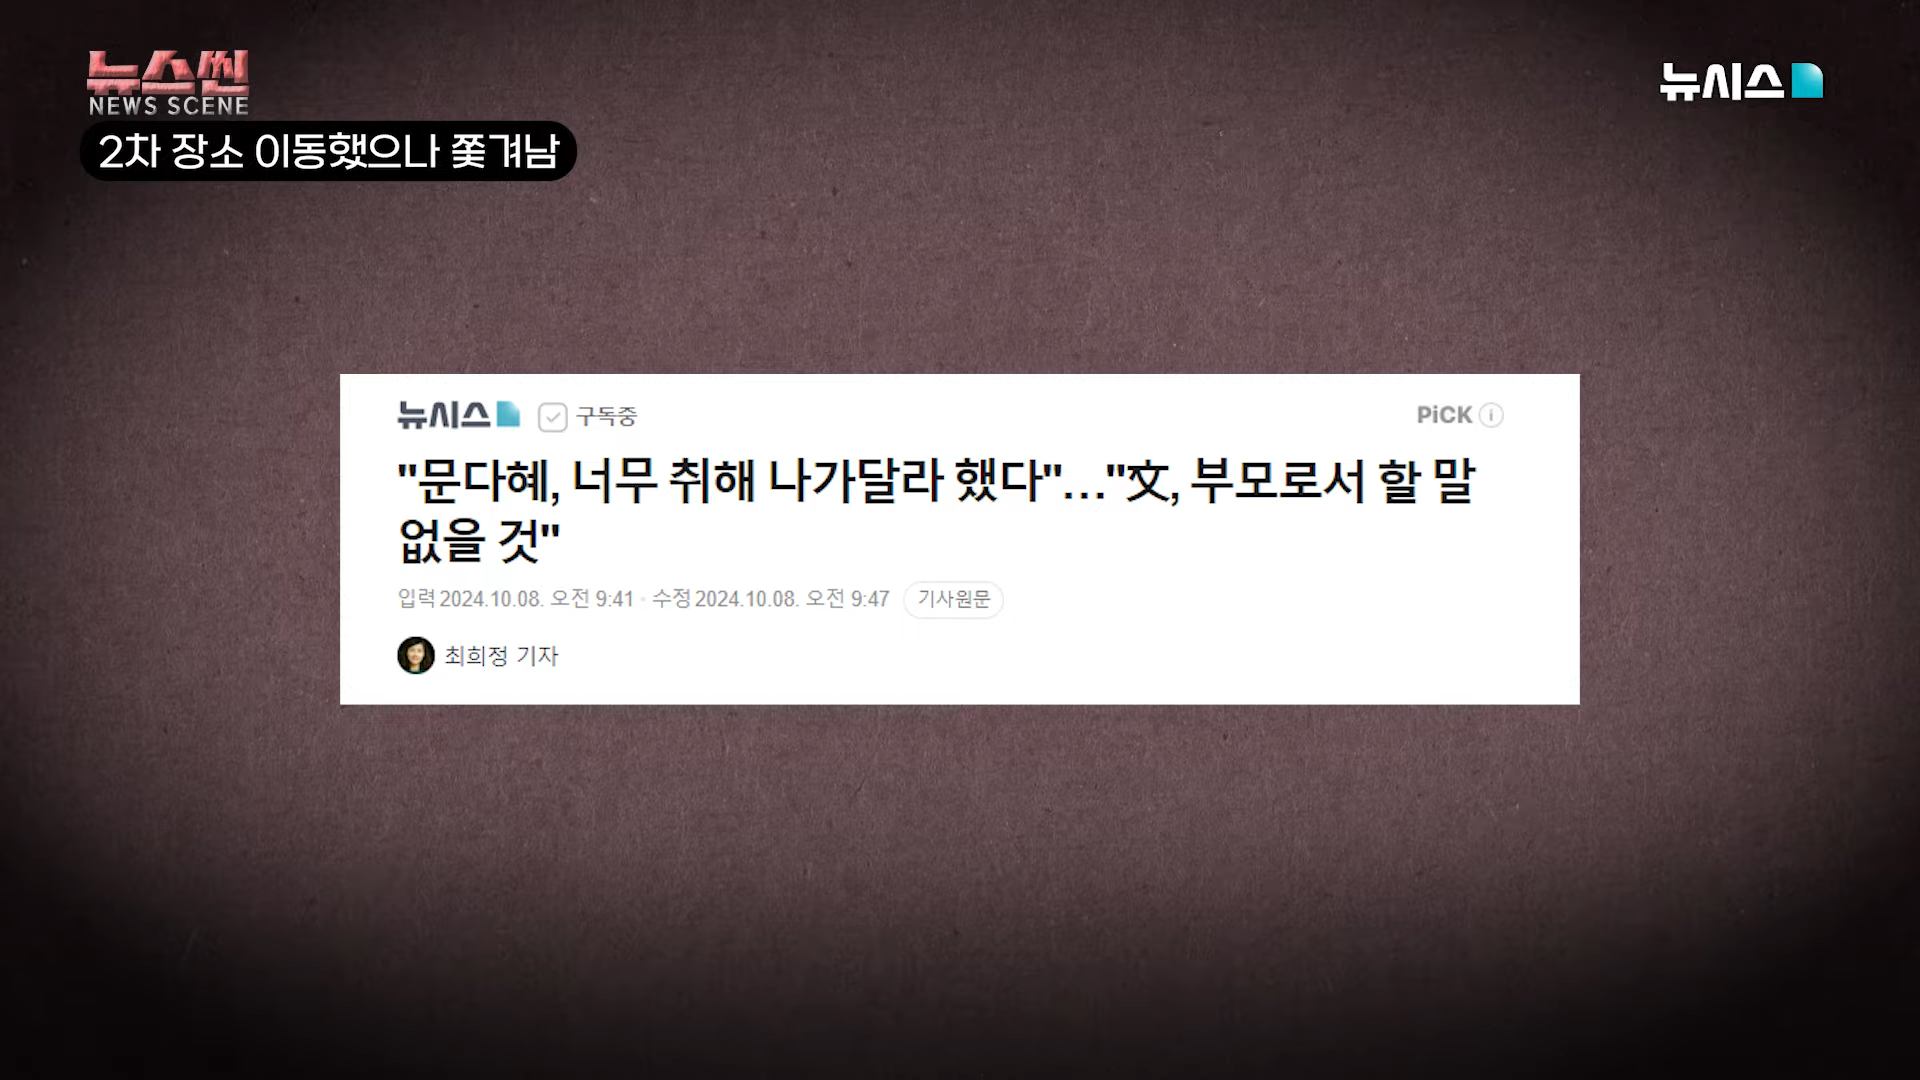 뉴스씬
NEWS SCENE
뉴시스
2차 장소 이동했으나 쫓겨남
뉴시스 구독중 PiCK i
"문다혜, 너무 취해 나가달라 했다"…"文, 부모로서 할 말
없을 것"
입력 2024.10.08. 오전 9:41 · 수정 2024.10.08. 오전 9:47 기사원문
최희정 기자